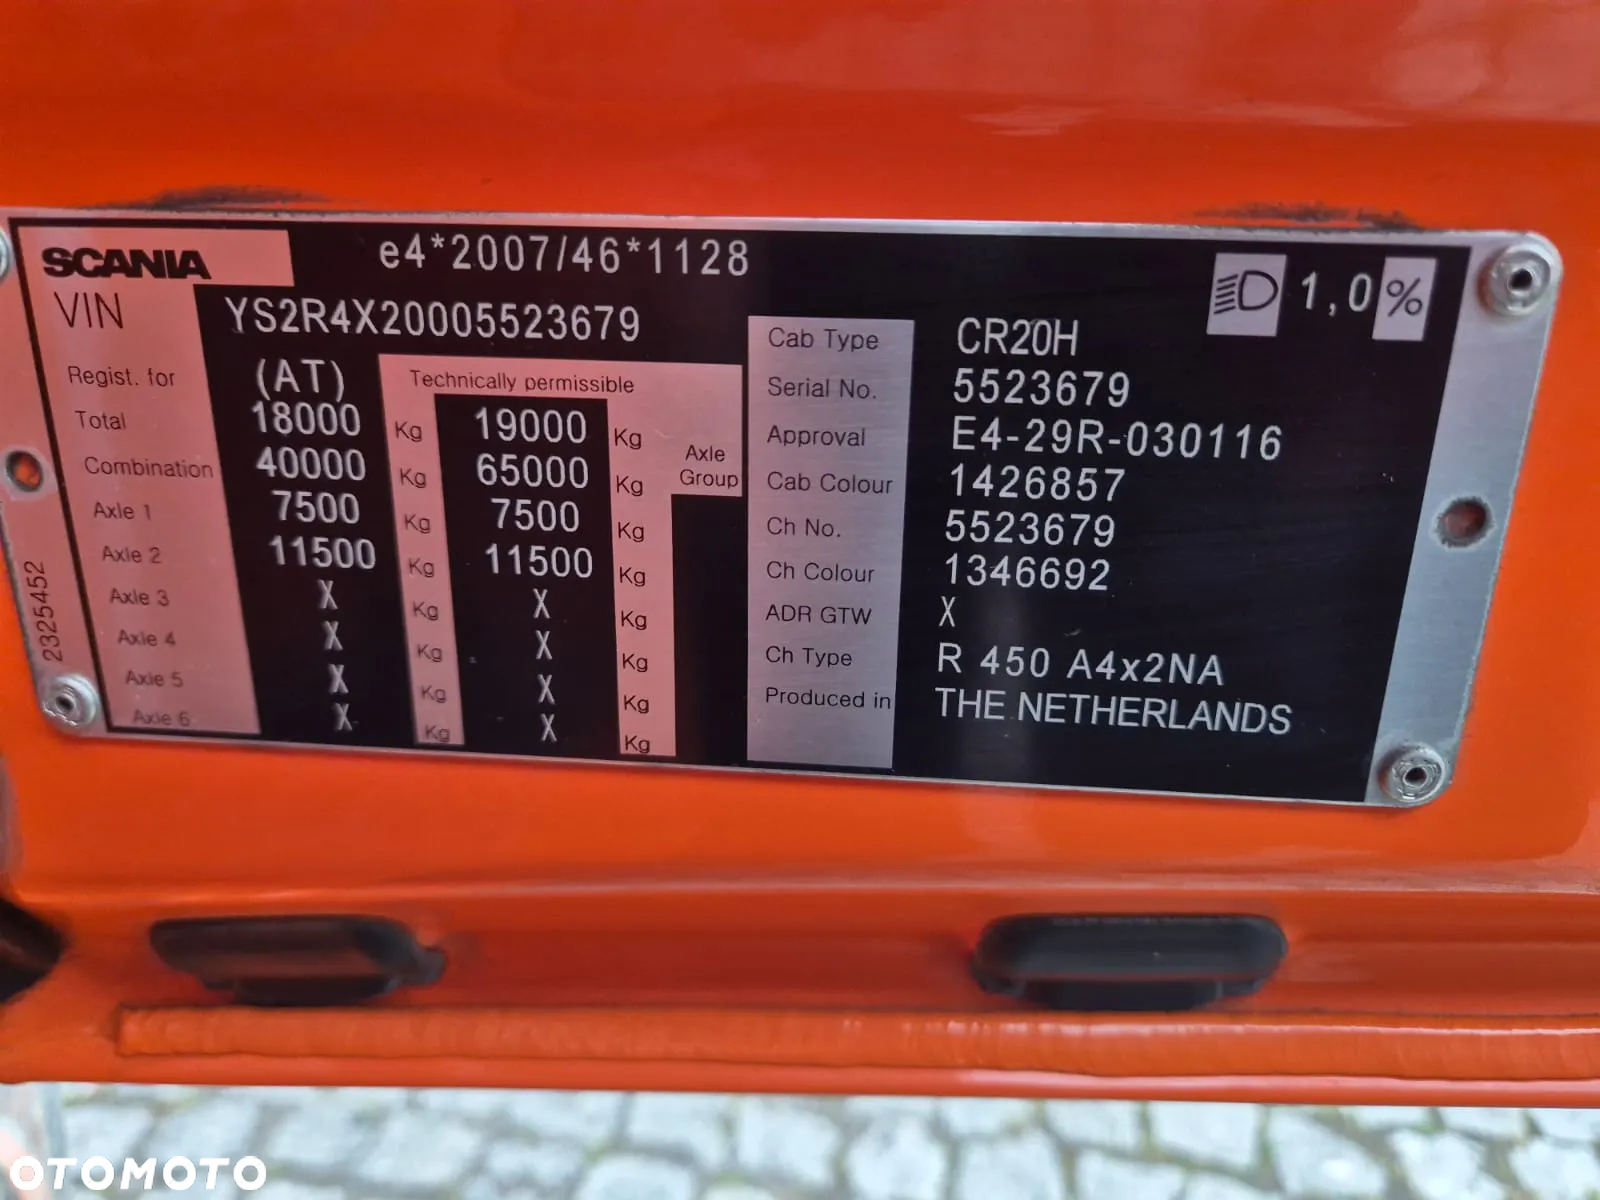 SCANIA e4*2007/46*1128
1,0 %
VIN YS2R4X20005523679
Regist. for (AT) Technically permissible
Total 18000 Kg 19000 Kg
Combination 40000 Kg 65000 Kg
Axle Group
Axle 1 7500 Kg 7500 Kg
Axle 2 11500 Kg 11500 Kg
Axle 3 X Kg X Kg
Axle 4 X Kg X Kg
Axle 5 X Kg X Kg
Axle 6 X Kg X Kg
2325452
Cab Type CR20H
Serial No. 5523679
Approval E4-29R-030116
Cab Colour 1426857
Ch No. 5523679
Ch Colour 1346692
ADR GTW X
Ch Type R 450 A4x2NA
Produced in THE NETHERLANDS
OTOMOTO